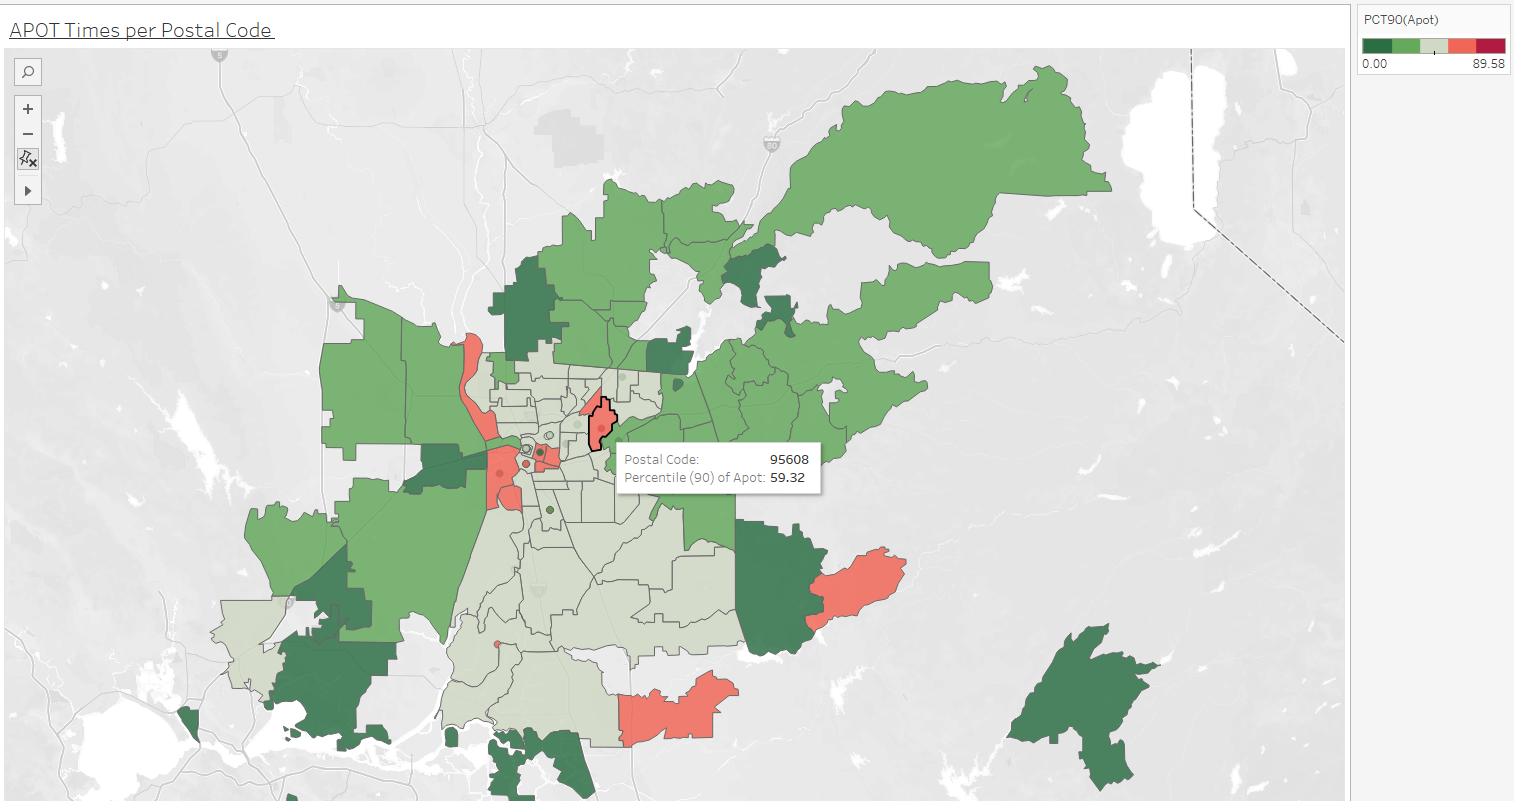 APOT Times per Postal Code
PCT90(Apot)
0.00 89.58
80
Postal Code: 95608
Percentile (90) of Apot: 59.32